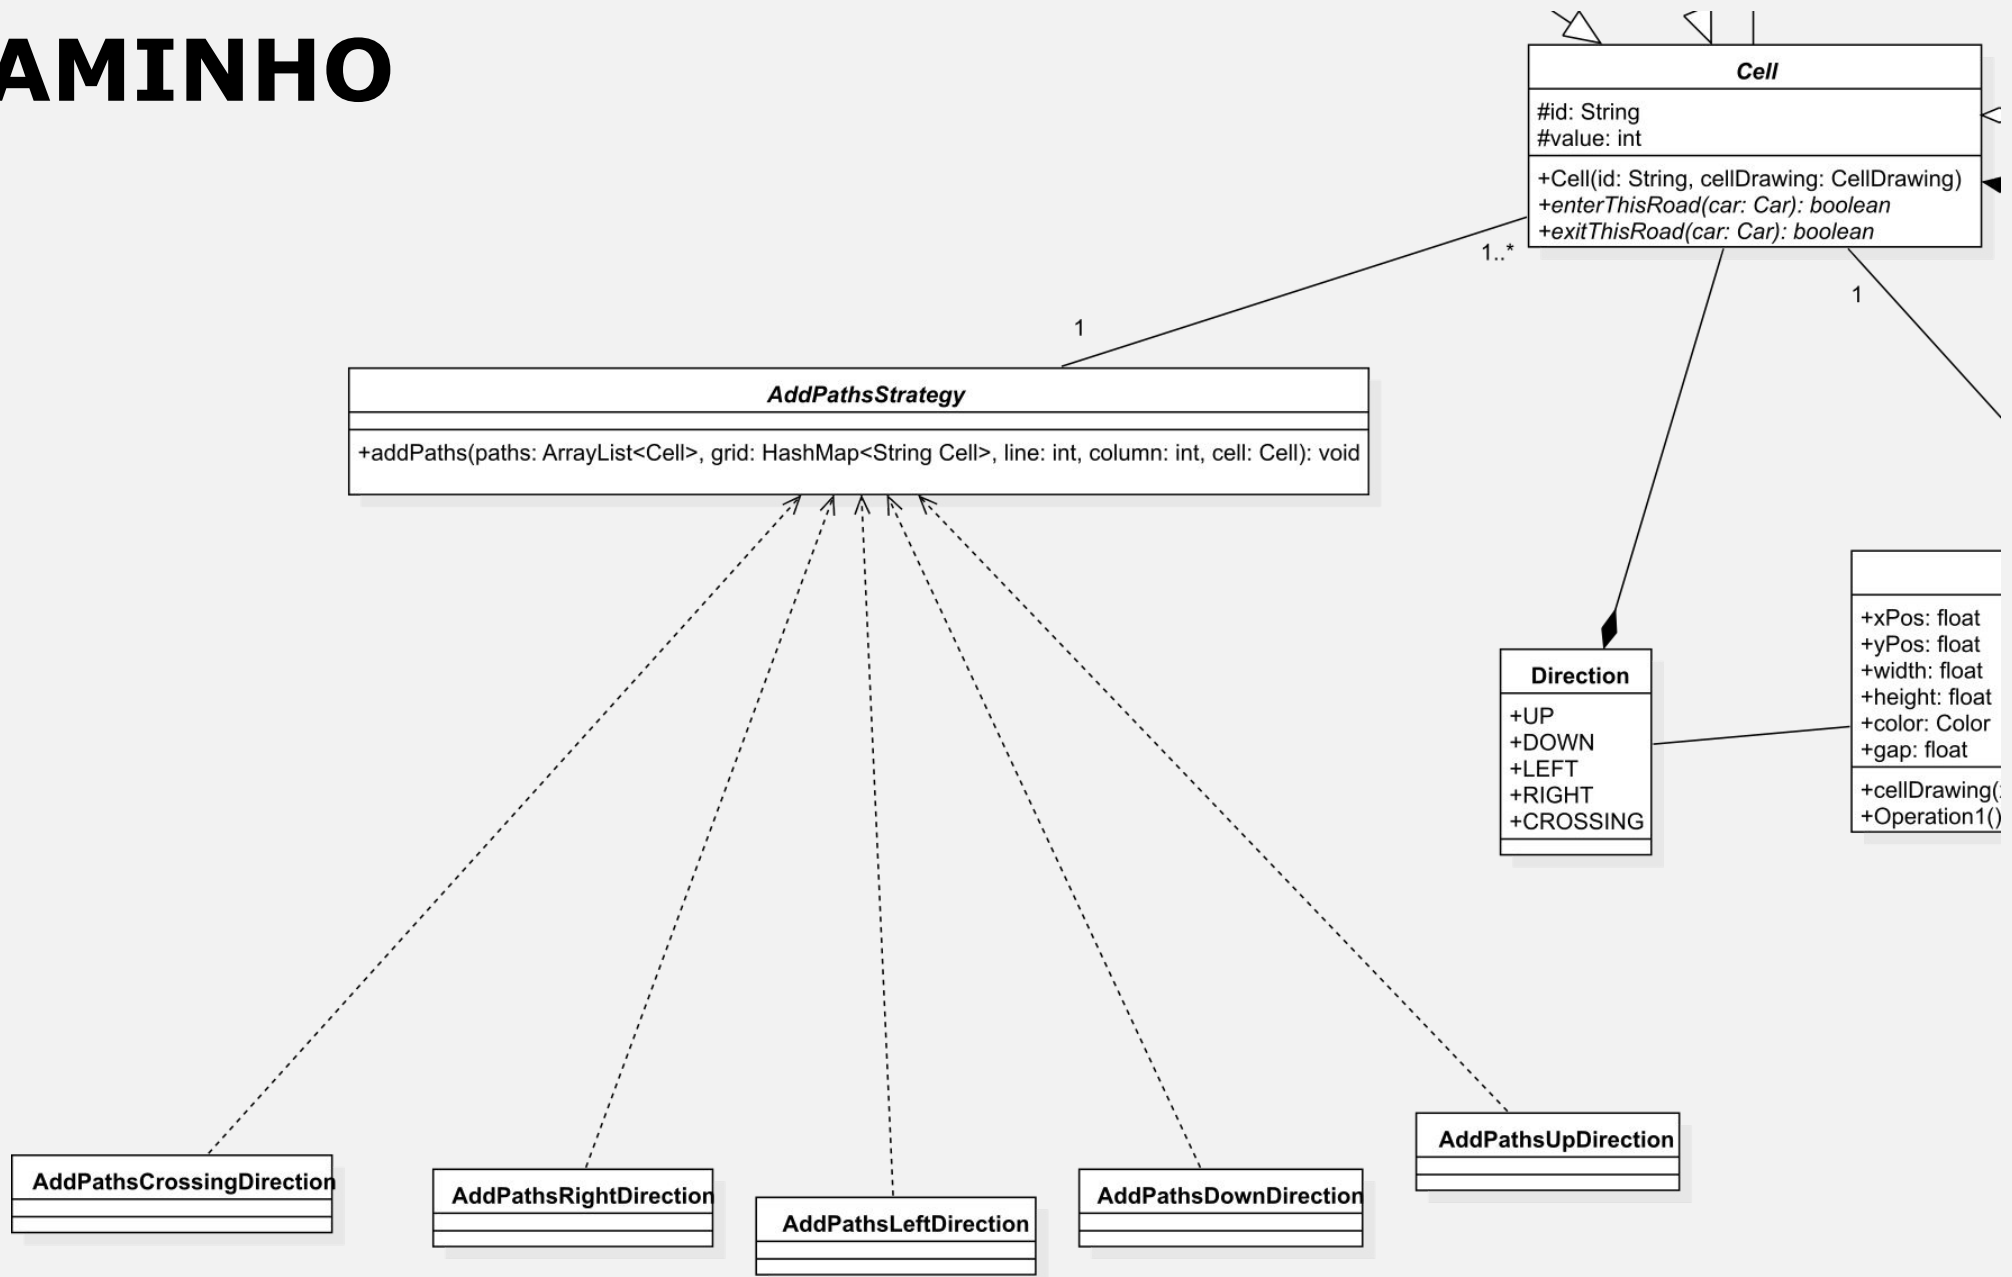 AMINHO
Cell
#id: String
#value: int
+Cell(id: String, cellDrawing: CellDrawing)
+enterThisRoad(car: Car): boolean
+exitThisRoad(car: Car): boolean
1..*
1
1
AddPathsStrategy
+addPaths(paths: ArrayList<Cell>, grid: HashMap<String Cell>, line: int, column: int, cell: Cell): void
Direction
+UP
+DOWN
+LEFT
+RIGHT
+CROSSING
+xPos: float
+yPos: float
+width: float
+height: float
+color: Color
+gap: float
+cellDrawing(
+Operation1()
AddPathsCrossingDirection
AddPathsRightDirection
AddPathsLeftDirection
AddPathsDownDirection
AddPathsUpDirection